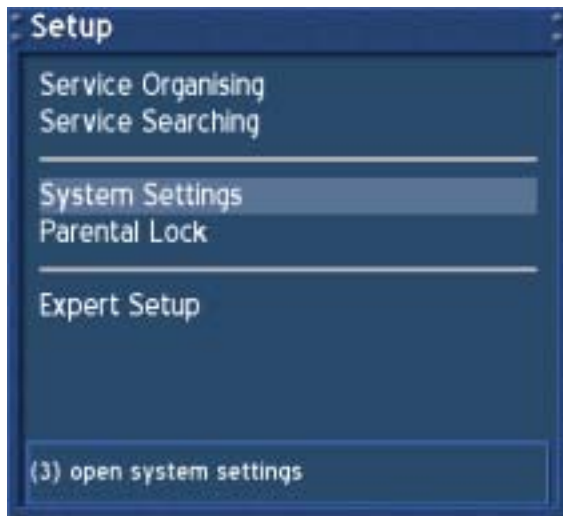 Setup
Service Organising
Service Searching
System Settings
Parental Lock
Expert Setup
(3) open system settings